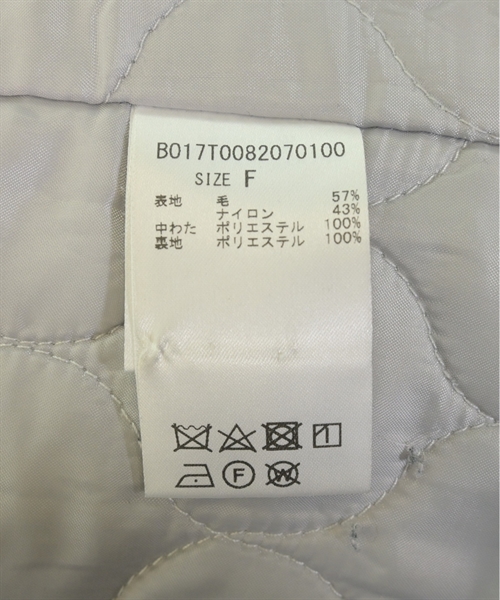 B017T0082070100
SIZE F
表地 毛 57%
ナイロン 43%
中わた ポリエステル 100%
裏地 ポリエステル 100%
F W